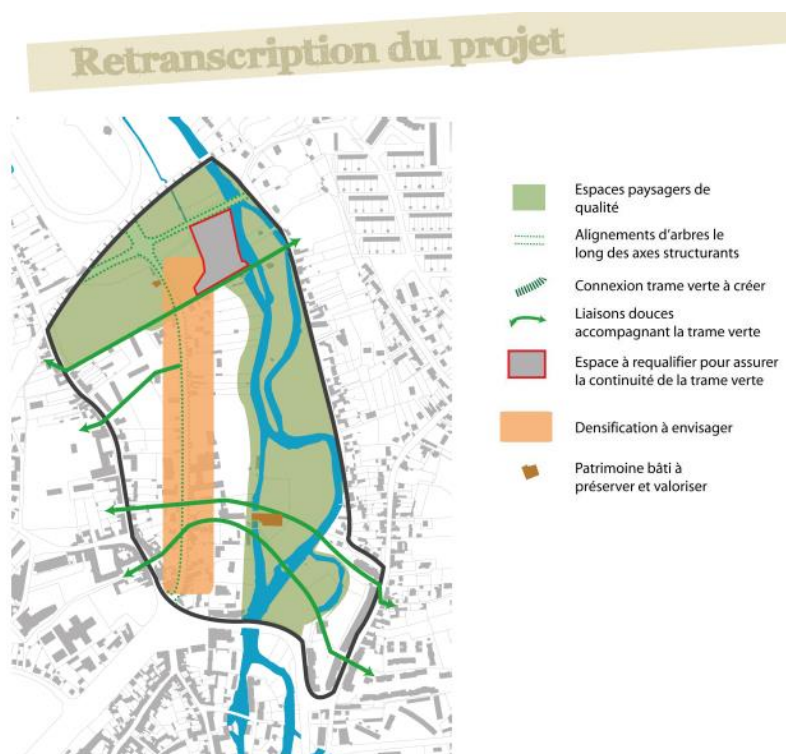 Retranscription du projet
Espaces paysagers de
qualité
Alignements d'arbres le
long des axes structurants
Connexion trame verte à créer
Liaisons douces
accompagnant la trame verte
Espace à requalifier pour assurer
la continuité de la trame verte
Densification à envisager
Patrimoine bâti à
préserver et valoriser